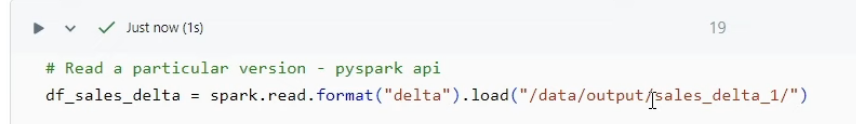 Just now (1s)
19
# Read a particular version - pyspark api
df_sales_delta = spark.read.format("delta").load("/data/output/sales_delta_1/")